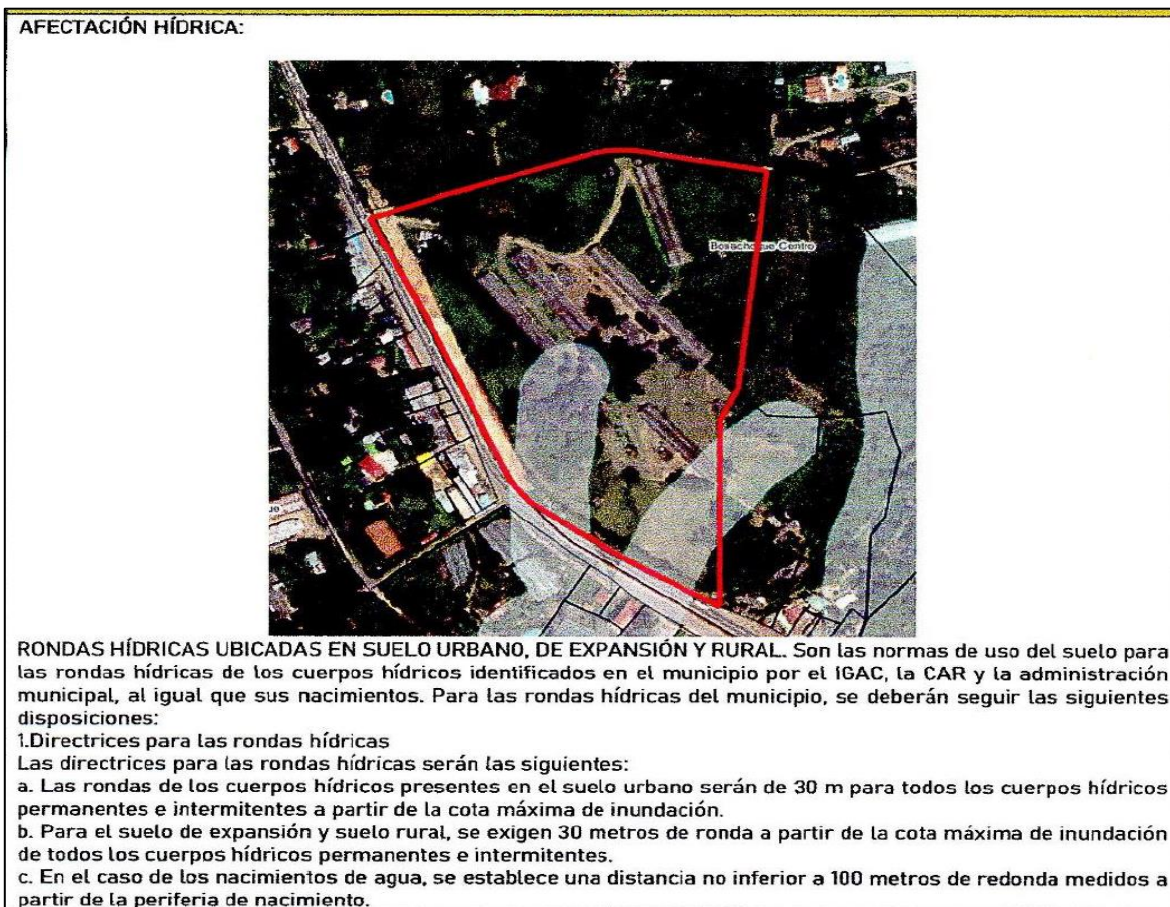 AFECTACIÓN HÍDRICA:
Bosachoque Centro
ue
RONDAS HÍDRICAS UBICADAS EN SUELO URBANO, DE EXPANSIÓN Y RURAL. Son las normas de uso del suelo para
las rondas hídricas de los cuerpos hídricos identificados en el municipio por el IGAC, la CAR y la administración
municipal, al igual que sus nacimientos. Para las rondas hídricas del municipio, se deberán seguir las siguientes
disposiciones:
1.Directrices para las rondas hídricas
Las directrices para las rondas hídricas serán las siguientes:
a. Las rondas de los cuerpos hídricos presentes en el suelo urbano serán de 30 m para todos los cuerpos hídricos
permanentes e intermitentes a partir de la cota máxima de inundación.
b. Para el suelo de expansión y suelo rural, se exigen 30 metros de ronda a partir de la cota máxima de inundación
de todos los cuerpos hídricos permanentes e intermitentes.
c. En el caso de los nacimientos de agua, se establece una distancia no inferior a 100 metros de redonda medidos a
partir de la periferia de nacimiento.